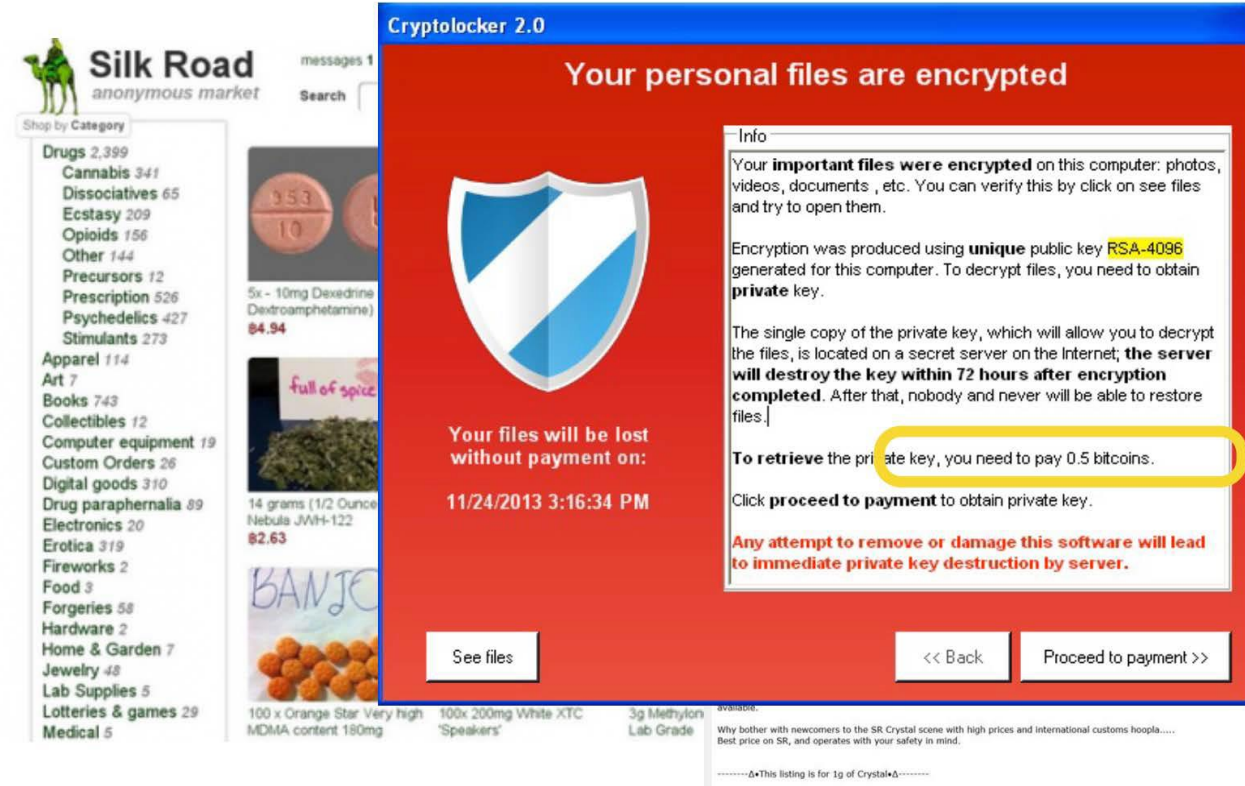 Silk Road
anonymous market
messages 1
Search
Shop by Category
Drugs 2,399
Cannabis 341
Dissociatives 65
Ecstasy 209
Opioids 156
Other 144
Precursors 12
Prescription 526
Psychedelics 427
Stimulants 273
Apparel 114
Art 7
Books 743
Collectibles 12
Computer equipment 19
Custom Orders 26
Digital goods 310
Drug paraphernalia 89
Electronics 20
Erotica 319
Fireworks 2
Food 3
Forgeries 58
Hardware 2
Home & Garden 7
Jewelry 48
Lab Supplies 5
Lotteries & games 29
Medical 5
953
10
5x - 10mg Dexedrine
Dextroamphetamine)
฿4.94
full of spice
14 grams (1/2 Ounce
Nebula JWH-122
฿2.63
BANJO
100 x Orange Star Very high
MDMA content 180mg
100x 200mg White XTC
'Speakers'
3g Methylon
Lab Grade
Cryptolocker 2.0
Your personal files are encrypted
Your files will be lost
without payment on:
11/24/2013 3:16:34 PM
Info
Your important files were encrypted on this computer: photos,
videos, documents , etc. You can verify this by click on see files
and try to open them.
Encryption was produced using unique public key RSA-4096
generated for this computer. To decrypt files, you need to obtain
private key.
The single copy of the private key, which will allow you to decrypt
the files, is located on a secret server on the Internet; the server
will destroy the key within 72 hours after encryption
completed. After that, nobody and never will be able to restore
files.
To retrieve the private key, you need to pay 0.5 bitcoins.
Click proceed to payment to obtain private key.
Any attempt to remove or damage this software will lead
to immediate private key destruction by server.
See files
<< Back
Proceed to payment >>
available.
Why bother with newcomers to the SR Crystal scene with high prices and international customs hoopla.....
Best price on SR, and operates with your safety in mind.
--------Δ•This listing is for 1g of Crystal•Δ--------